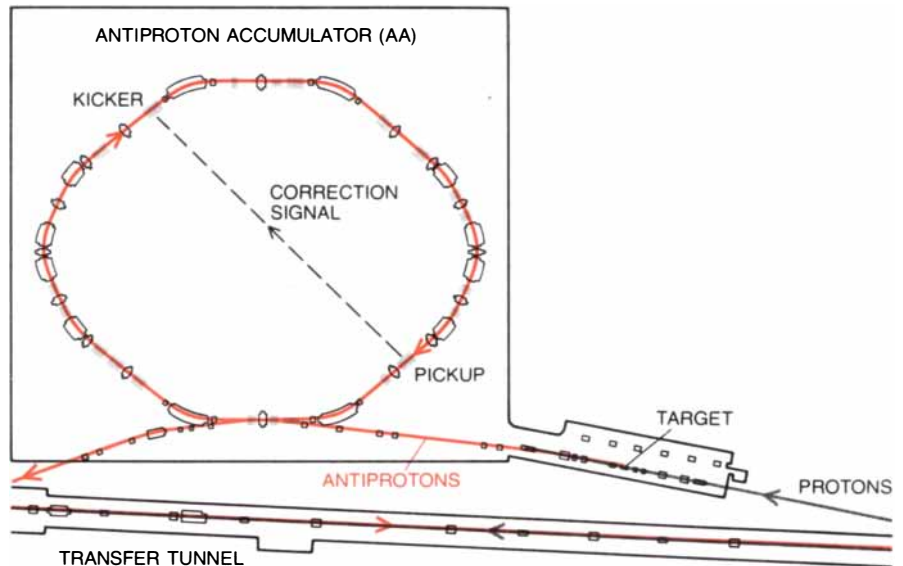 ANTIPROTON ACCUMULATOR (AA)
KICKER
CORRECTION
SIGNAL
PICKUP
TARGET
ANTIPROTONS
PROTONS
TRANSFER TUNNEL